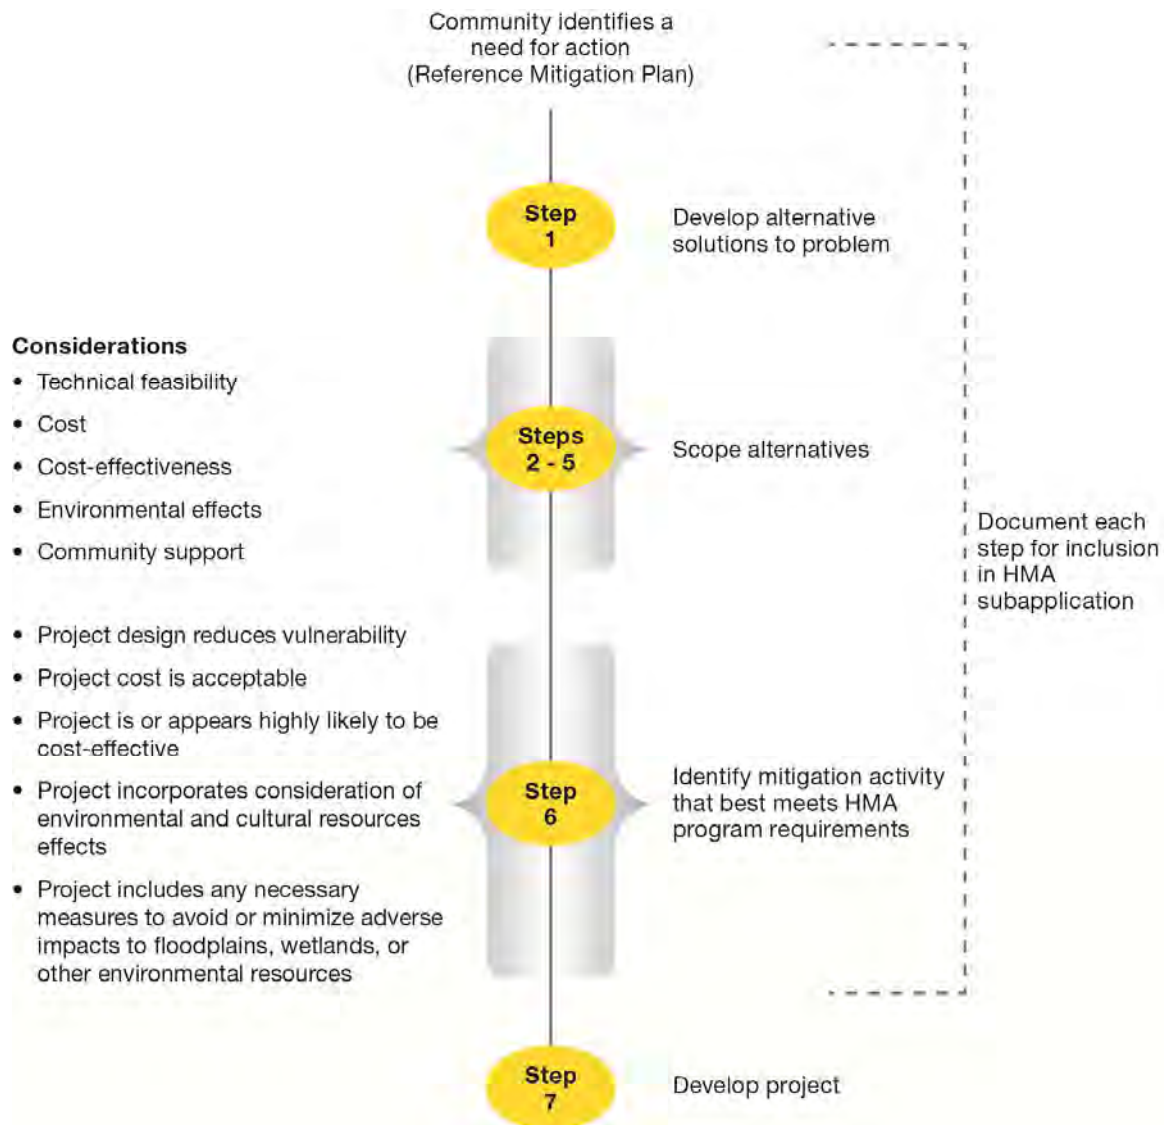 Community identifies a
need for action
(Reference Mitigation Plan)
Step
1
Develop alternative
solutions to problem
Considerations
• Technical feasibility
• Cost
• Cost-effectiveness
• Environmental effects
• Community support
Steps
2 - 5
Scope alternatives
• Project design reduces vulnerability
• Project cost is acceptable
• Project is or appears highly likely to be
cost-effective
• Project incorporates consideration of
environmental and cultural resources
effects
• Project includes any necessary
measures to avoid or minimize adverse
impacts to floodplains, wetlands, or
other environmental resources
Step
6
Identify mitigation activity
that best meets HMA
program requirements
Document each
step for inclusion
in HMA
subapplication
Step
7
Develop project